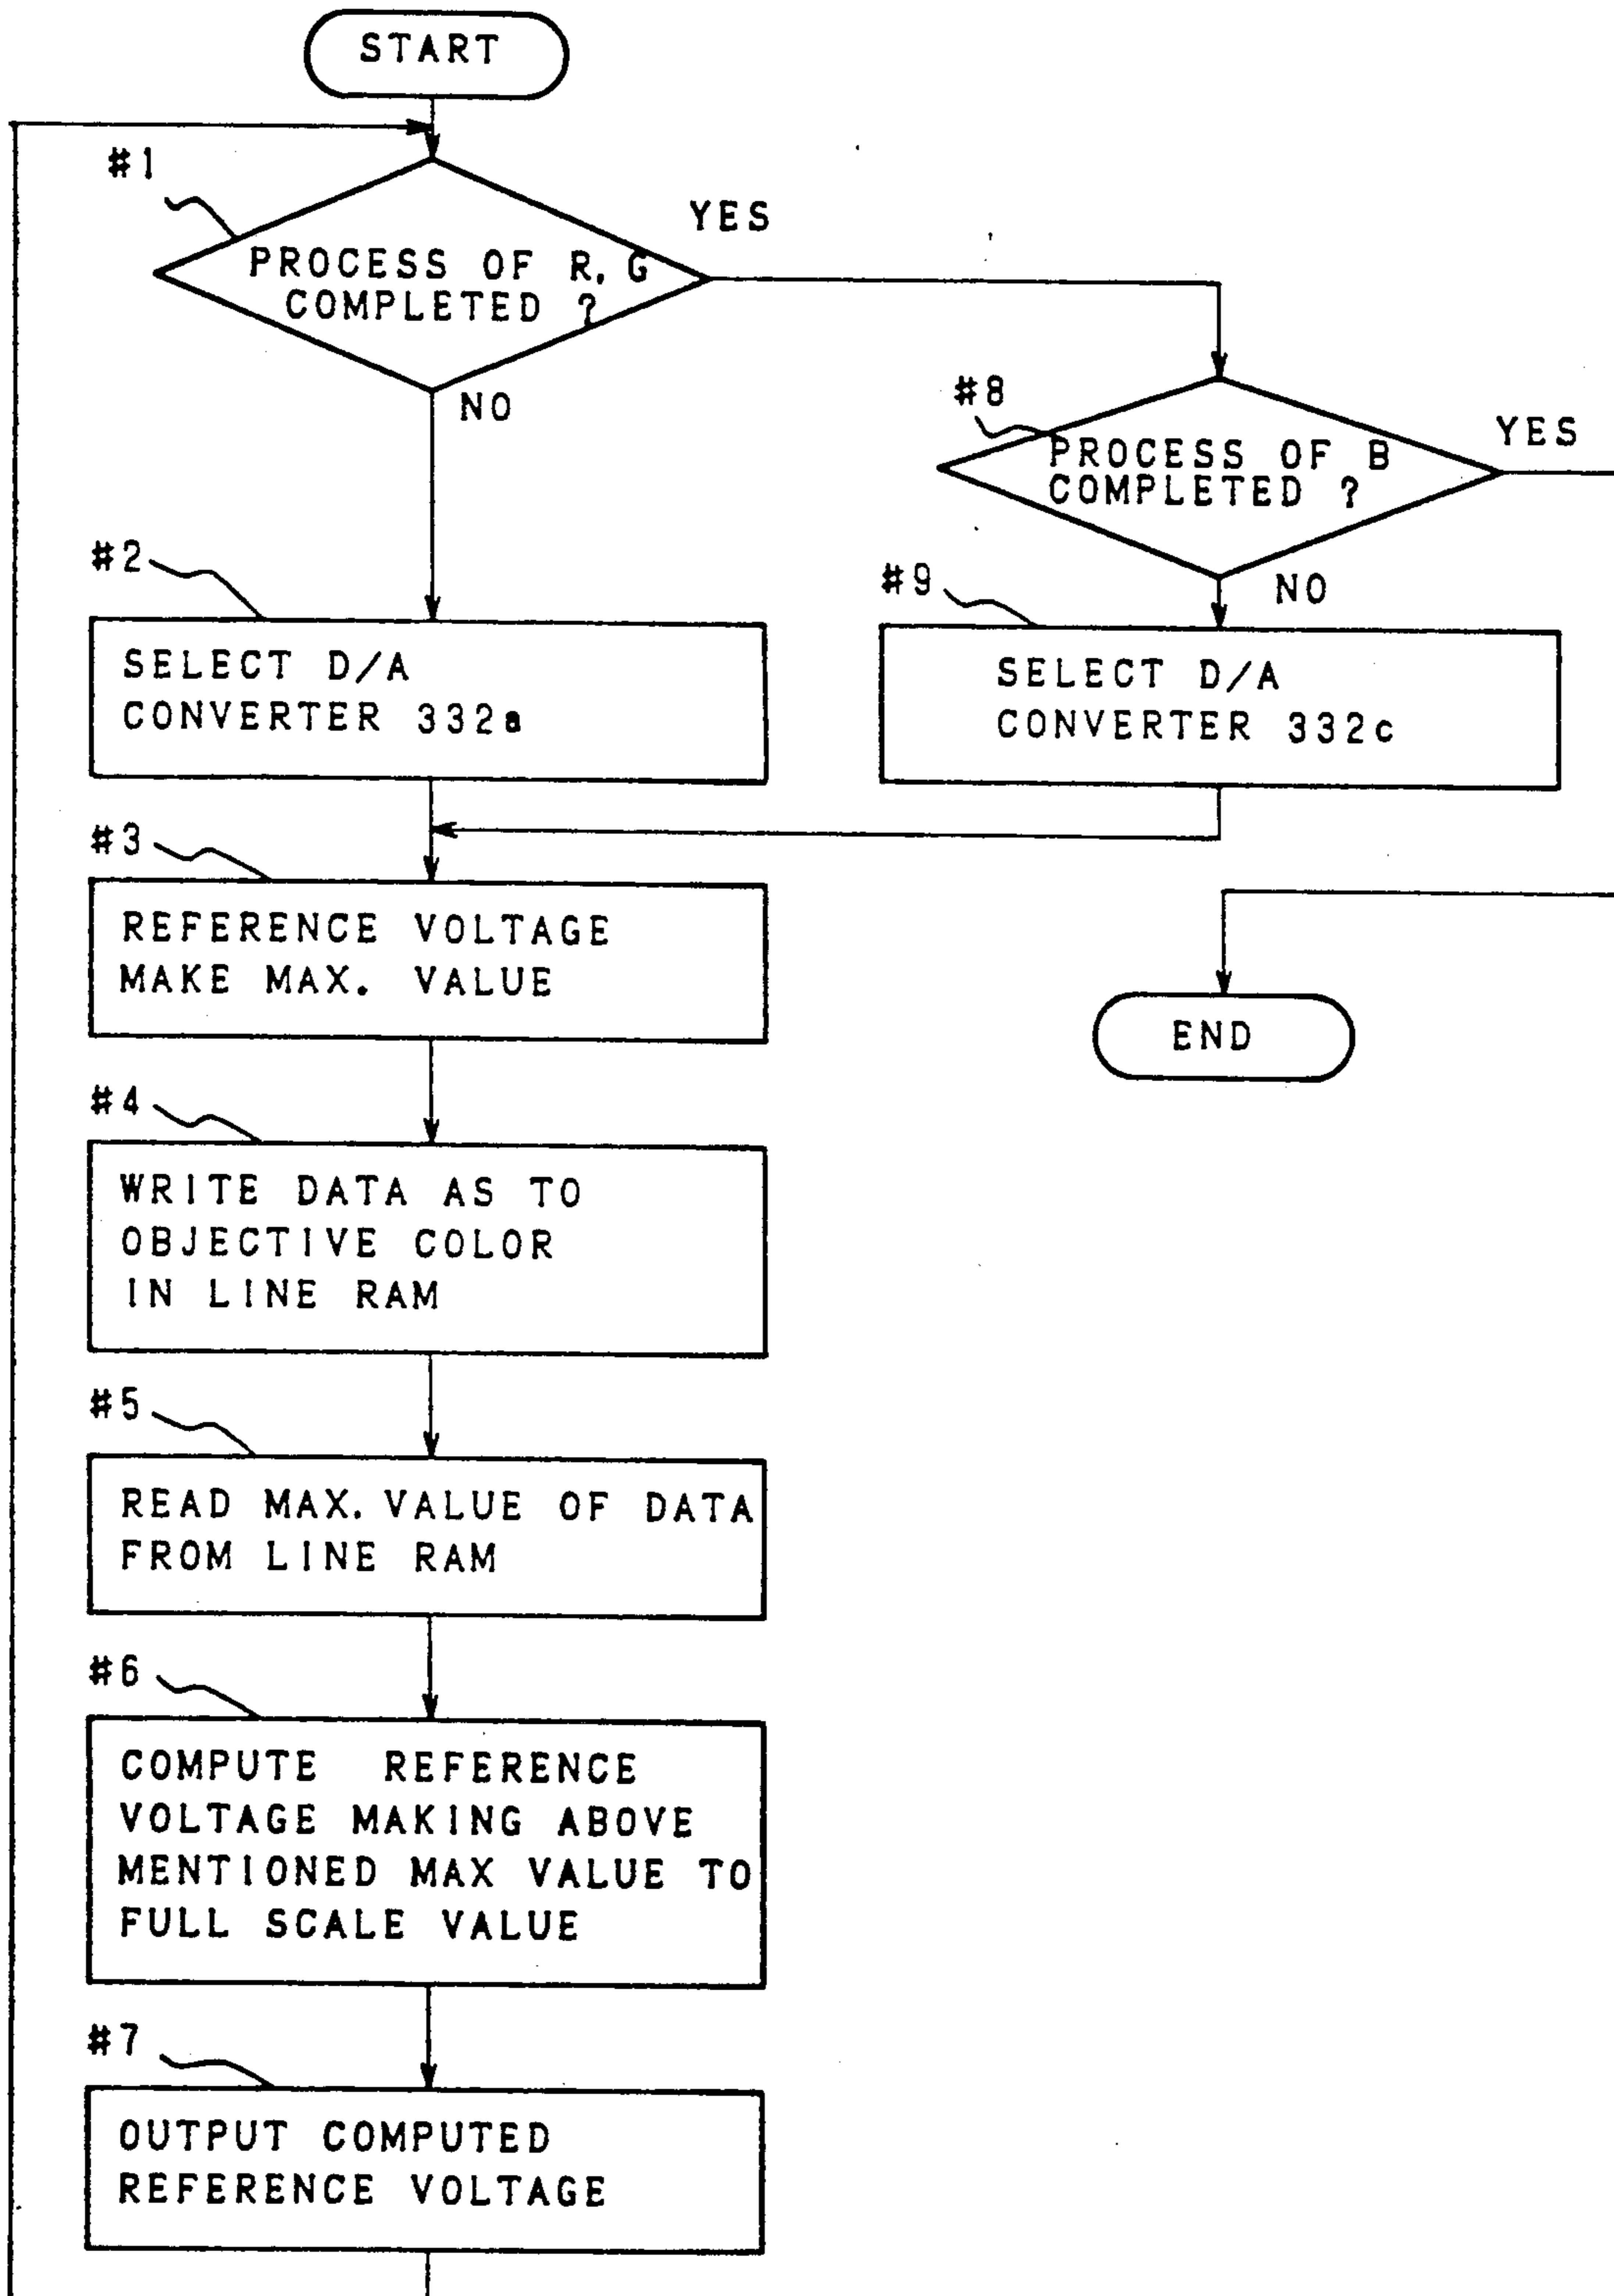 START
#1
PROCESS OF R, G
COMPLETED ?
YES
NO
#2
SELECT D/A
CONVERTER 332a
#3
REFERENCE VOLTAGE
MAKE MAX. VALUE
#4
WRITE DATA AS TO
OBJECTIVE COLOR
IN LINE RAM
#5
READ MAX. VALUE OF DATA
FROM LINE RAM
#6
COMPUTE REFERENCE
VOLTAGE MAKING ABOVE
MENTIONED MAX VALUE TO
FULL SCALE VALUE
#7
OUTPUT COMPUTED
REFERENCE VOLTAGE
#8
PROCESS OF B
COMPLETED ?
YES
NO
#9
SELECT D/A
CONVERTER 332c
END